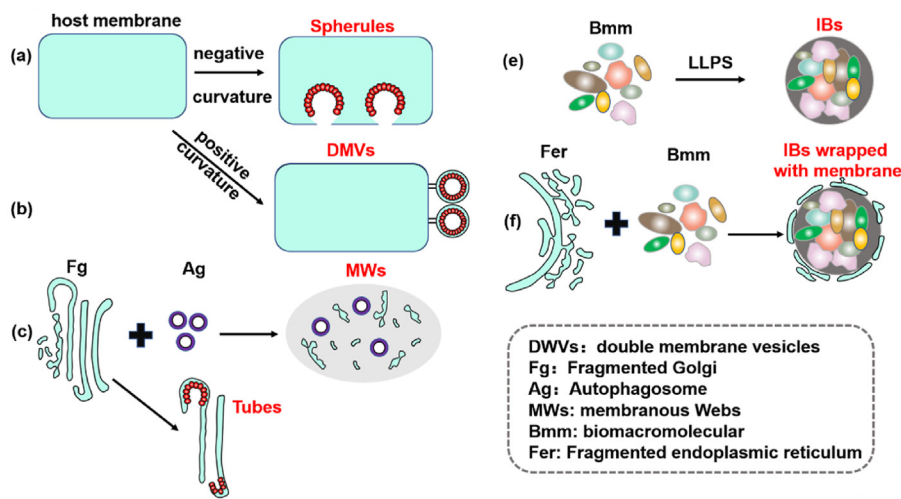 host membrane
(a)
negative
curvature
Spherules
positive
curvature
DMVs
(b)
Fg
Ag
MWs
(c)
Tubes
(e)
Bmm
LLPS
IBs
Fer
Bmm
IBs wrapped
with membrane
(f)
DWVs: double membrane vesicles
Fg: Fragmented Golgi
Ag: Autophagosome
MWs: membranous Webs
Bmm: biomacromolecular
Fer: Fragmented endoplasmic reticulum